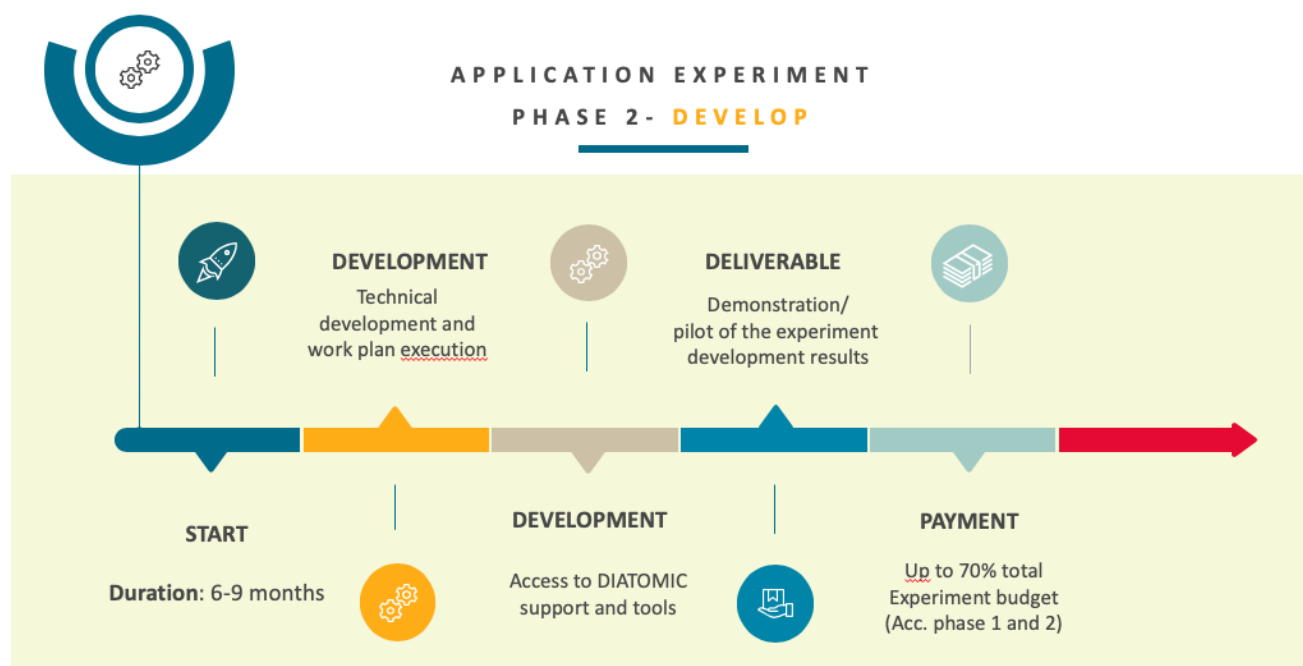 APPLICATION EXPERIMENT
PHASE 2- DEVELOP
DEVELOPMENT
Technical
development and
work plan execution
DELIVERABLE
Demonstration/
pilot of the experiment
development results
START
Duration: 6-9 months
DEVELOPMENT
Access to DIATOMIC
support and tools
PAYMENT
Up to 70% total
Experiment budget
(Acc. phase 1 and 2)